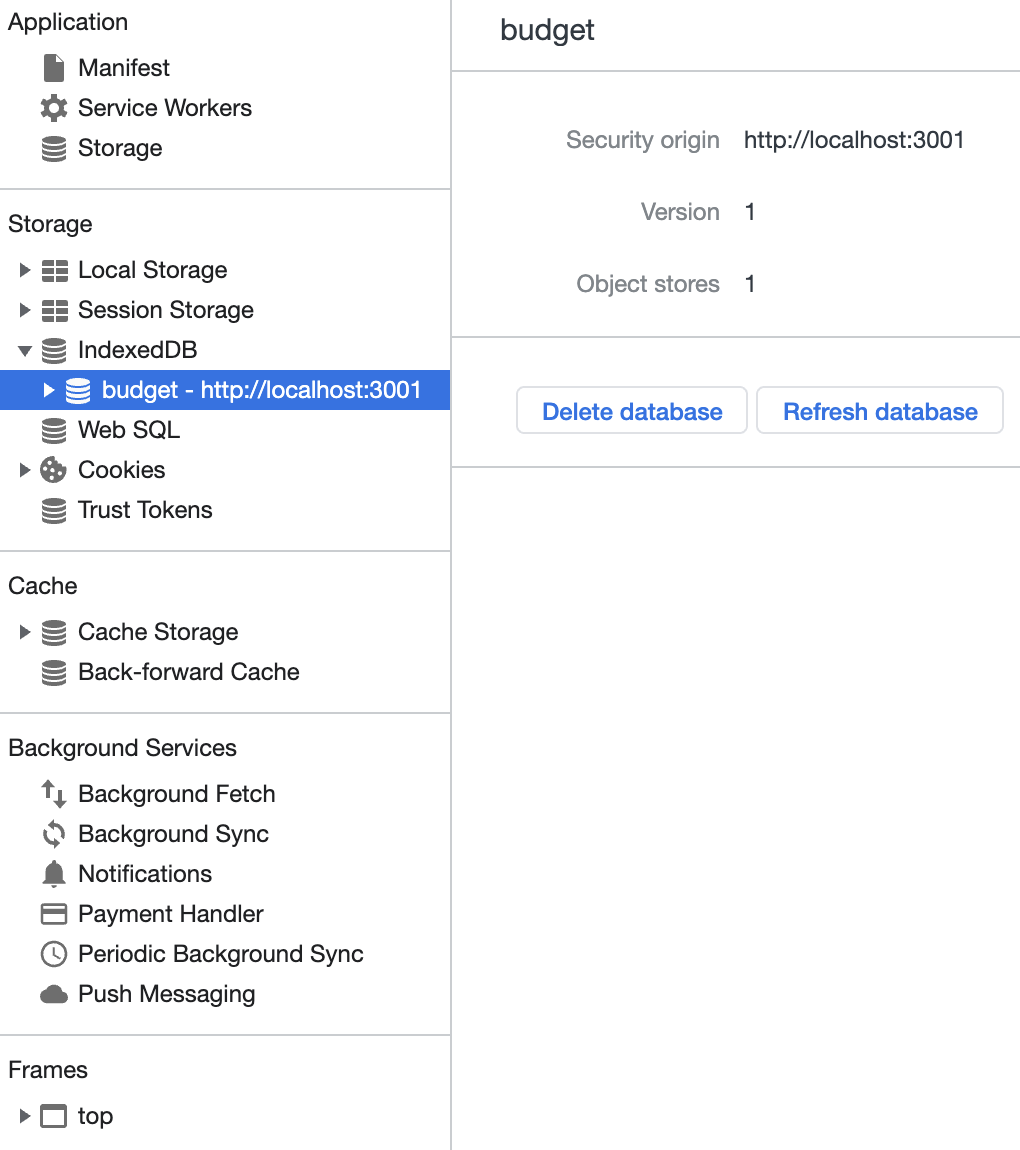 Application
Manifest
Service Workers
Storage
Storage
Local Storage
Session Storage
IndexedDB
budget - http://localhost:3001
Web SQL
Cookies
Trust Tokens
Cache
Cache Storage
Back-forward Cache
Background Services
Background Fetch
Background Sync
Notifications
Payment Handler
Periodic Background Sync
Push Messaging
Frames
top
budget
Security origin http://localhost:3001
Version 1
Object stores 1
Delete database Refresh database